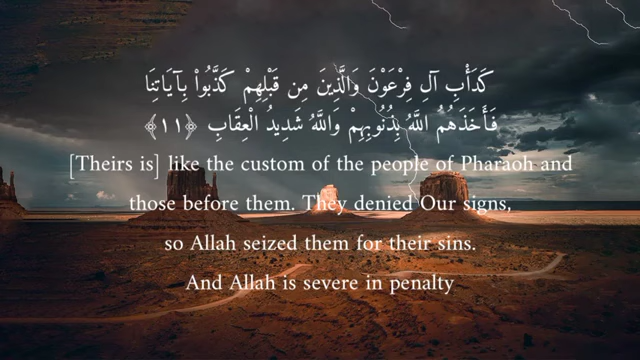 كَدَأْبِ آلِ فِرْعَوْنَ وَالَّذِينَ مِن قَبْلِهِمْ كَذَّبُواْ بِآيَاتِنَا
فَأَخَذَهُمُ اللَّهُ بِذُنُوبِهِمْ وَاللَّهُ شَدِيدُ الْعِقَابِ ﴿١١﴾
[Theirs is] like the custom of the people of Pharaoh and
those before them. They denied Our signs,
so Allah seized them for their sins.
And Allah is severe in penalty